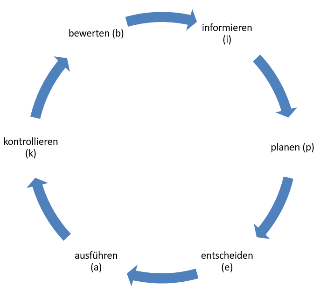 bewerten (b)
informieren
(i)
planen (p)
entscheiden
(e)
ausführen
(a)
kontrollieren
(k)